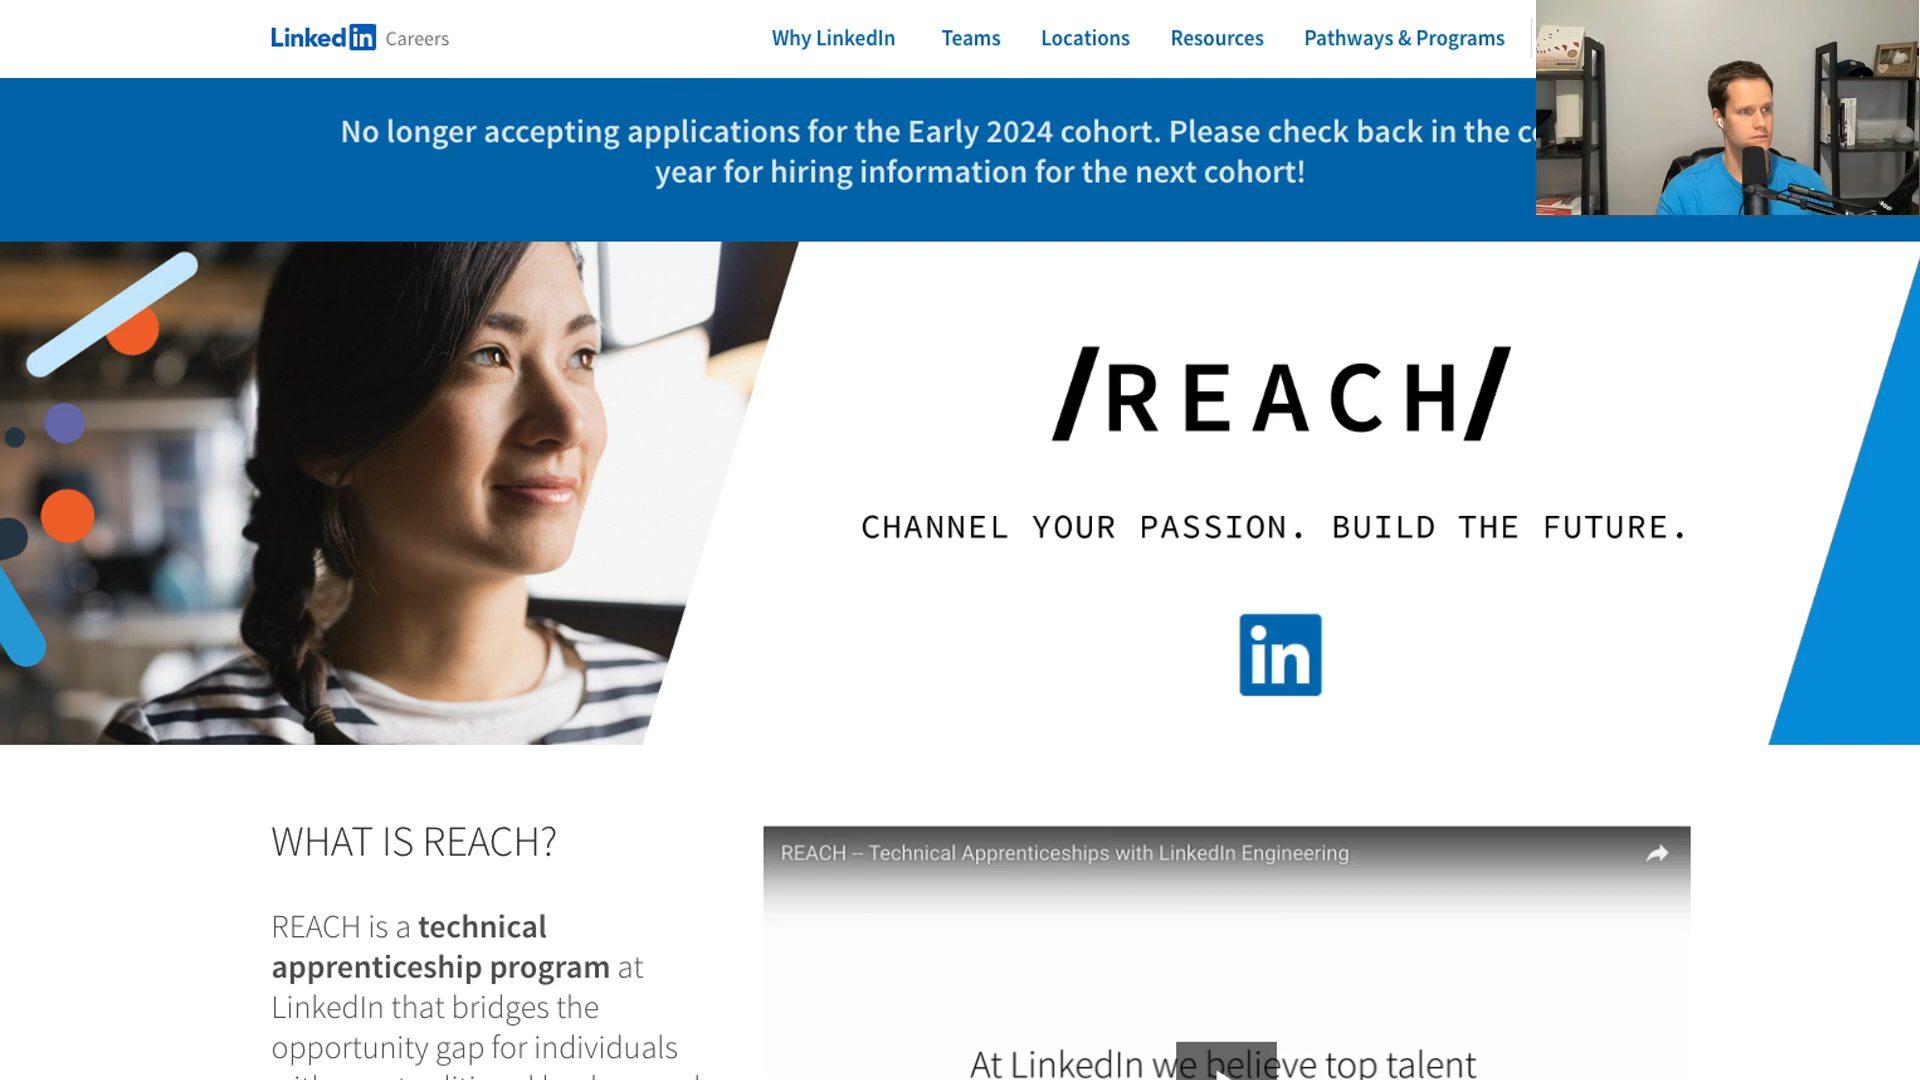 Linked in Careers
Why LinkedIn Teams Locations Resources Pathways & Programs
No longer accepting applications for the Early 2024 cohort. Please check back in the
year for hiring information for the next cohort!
/REACH/
CHANNEL YOUR PASSION. BUILD THE FUTURE.
in
WHAT IS REACH?
REACH is a technical
apprenticeship program at
LinkedIn that bridges the
opportunity gap for individuals
REACH -- Technical Apprenticeships with LinkedIn Engineering
At LinkedIn we believe top talent